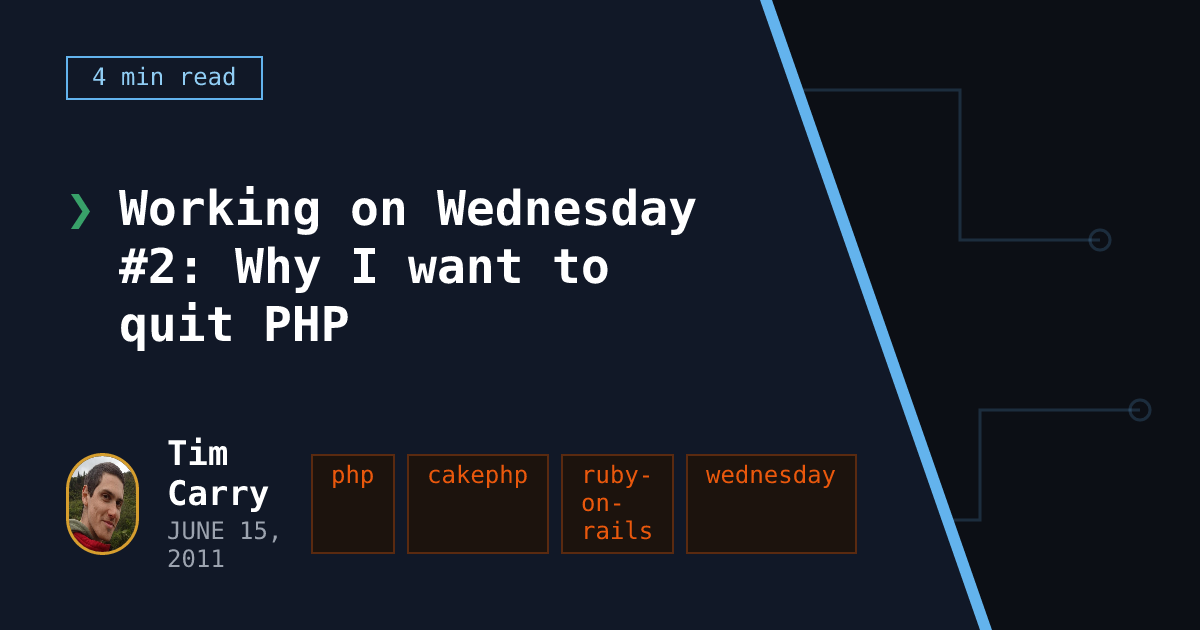 4 min read
❯ Working on Wednesday
#2: Why I want to
quit PHP
Tim
Carry
JUNE 15,
2011
php
cakephp
ruby-
on-
rails
wednesday